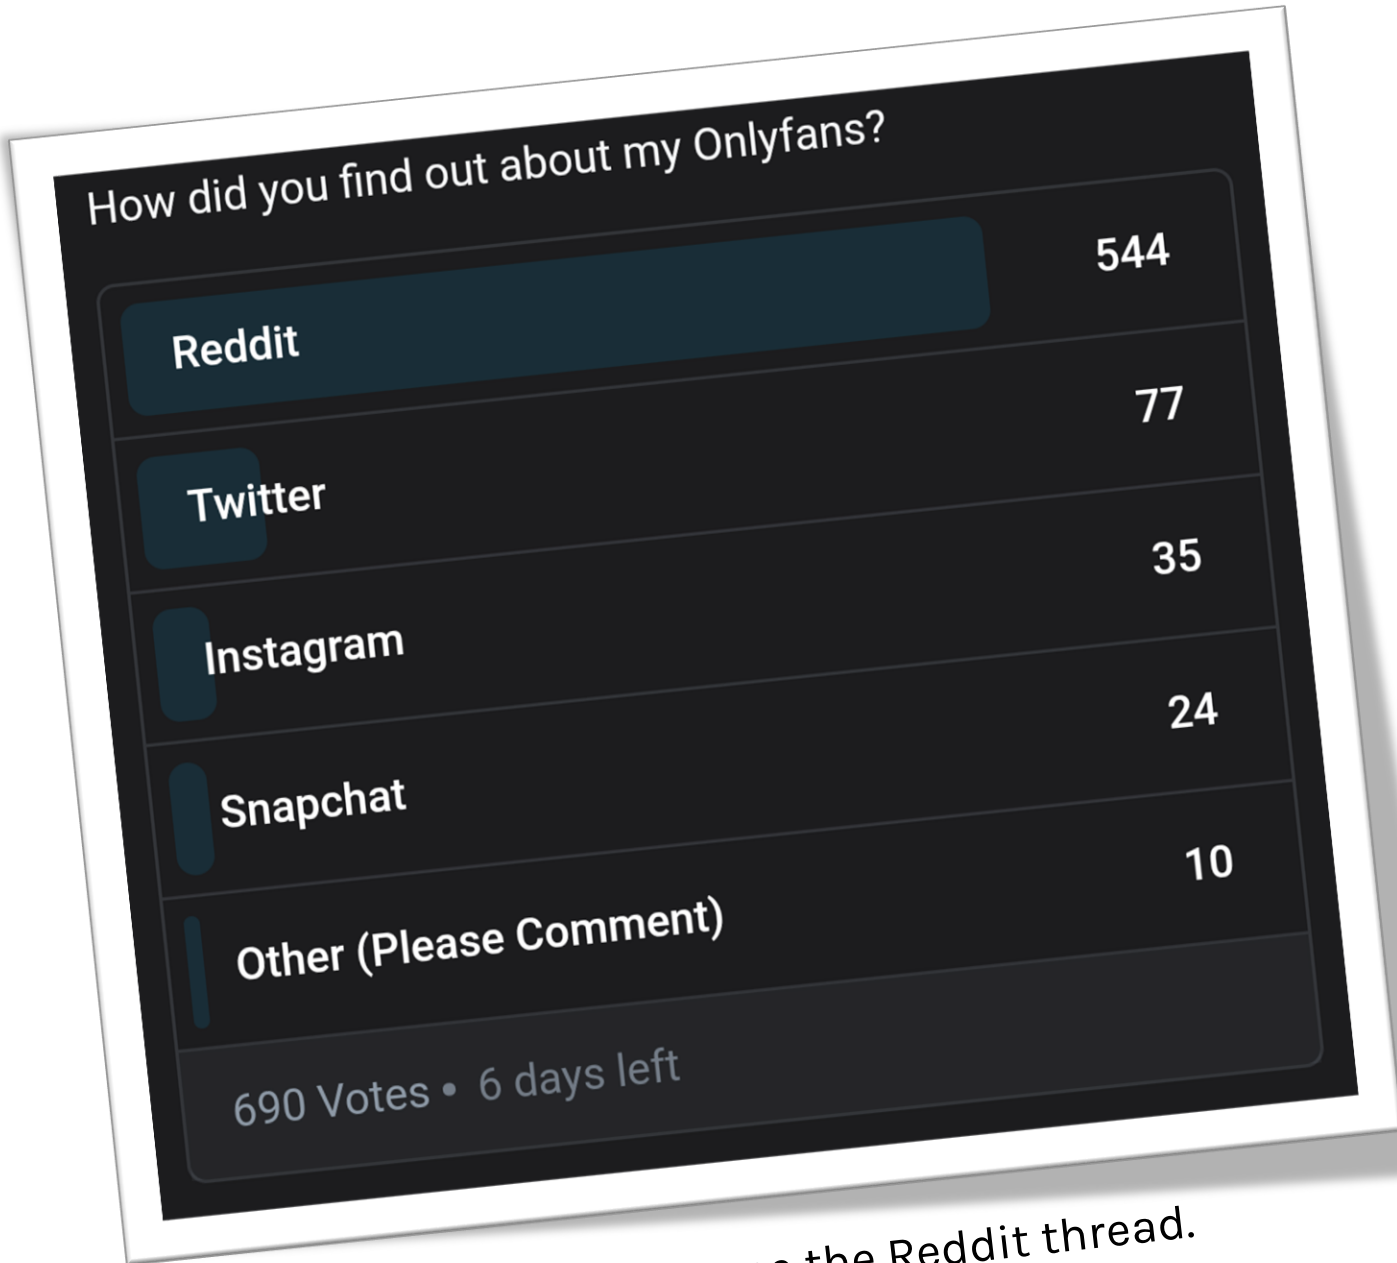 How did you find out about my Onlyfans?
Reddit 544
Twitter 77
Instagram 35
Snapchat 24
Other (Please Comment) 10
690 Votes • 6 days left
the Reddit thread.